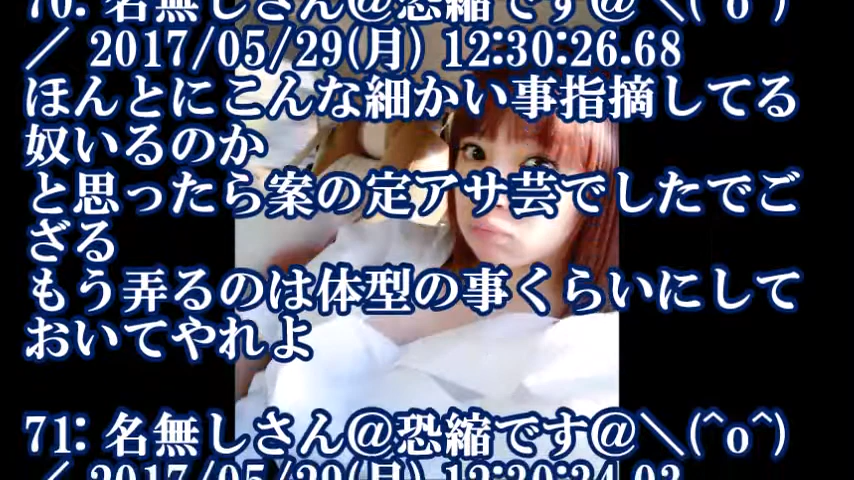 70: 名無しさん@恐縮です@＼(^o^)
／ 2017/05/29(月) 12:30:26.68
ほんとにこんな細かい事指摘してる
奴いるのか
と思ったら案の定アサ芸でしたでご
ざる
もう弄るのは体型の事くらいにして
おいてやれよ
71: 名無しさん@恐縮です@＼(^o^)
／ 2017/05/29(月)